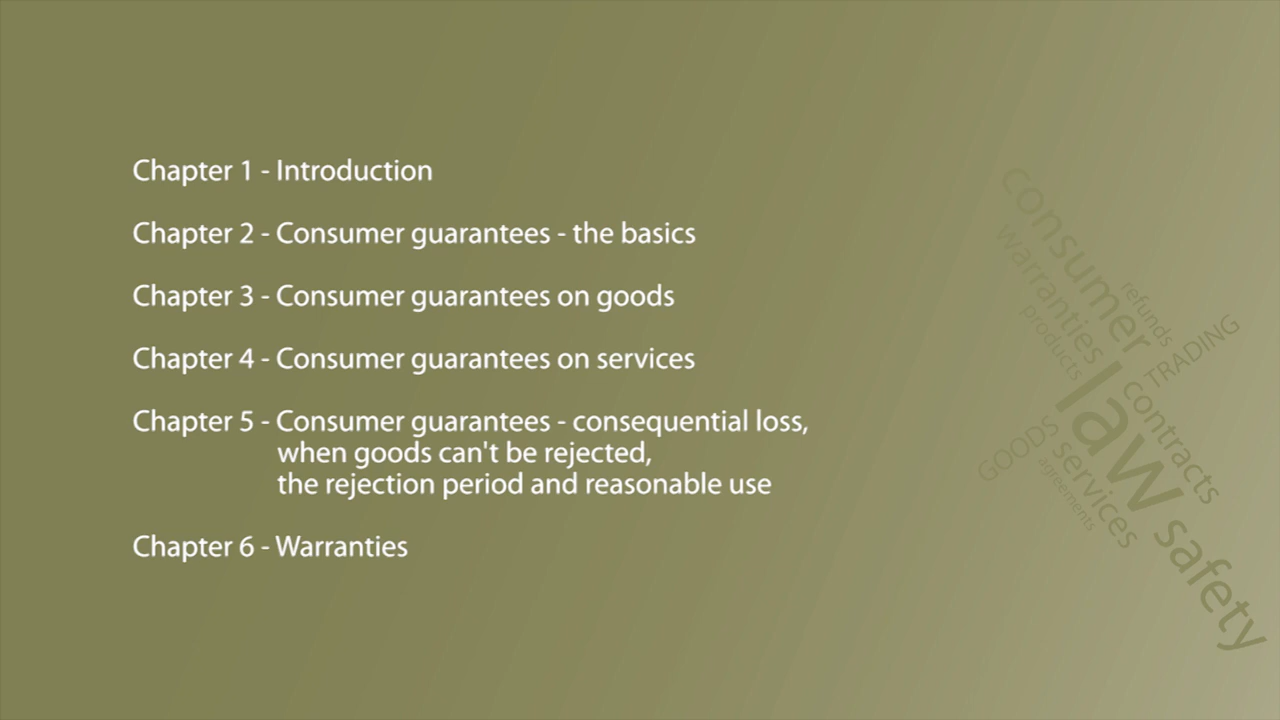 Chapter 1 - Introduction
Chapter 2 - Consumer guarantees - the basics
Chapter 3 - Consumer guarantees on goods
Chapter 4 - Consumer guarantees on services
Chapter 5 - Consumer guarantees - consequential loss,
when goods can't be rejected,
the rejection period and reasonable use
Chapter 6 - Warranties
consumer
warranties
products
refunds
TRADING
law
contracts
GOODS
services
agreements
safety